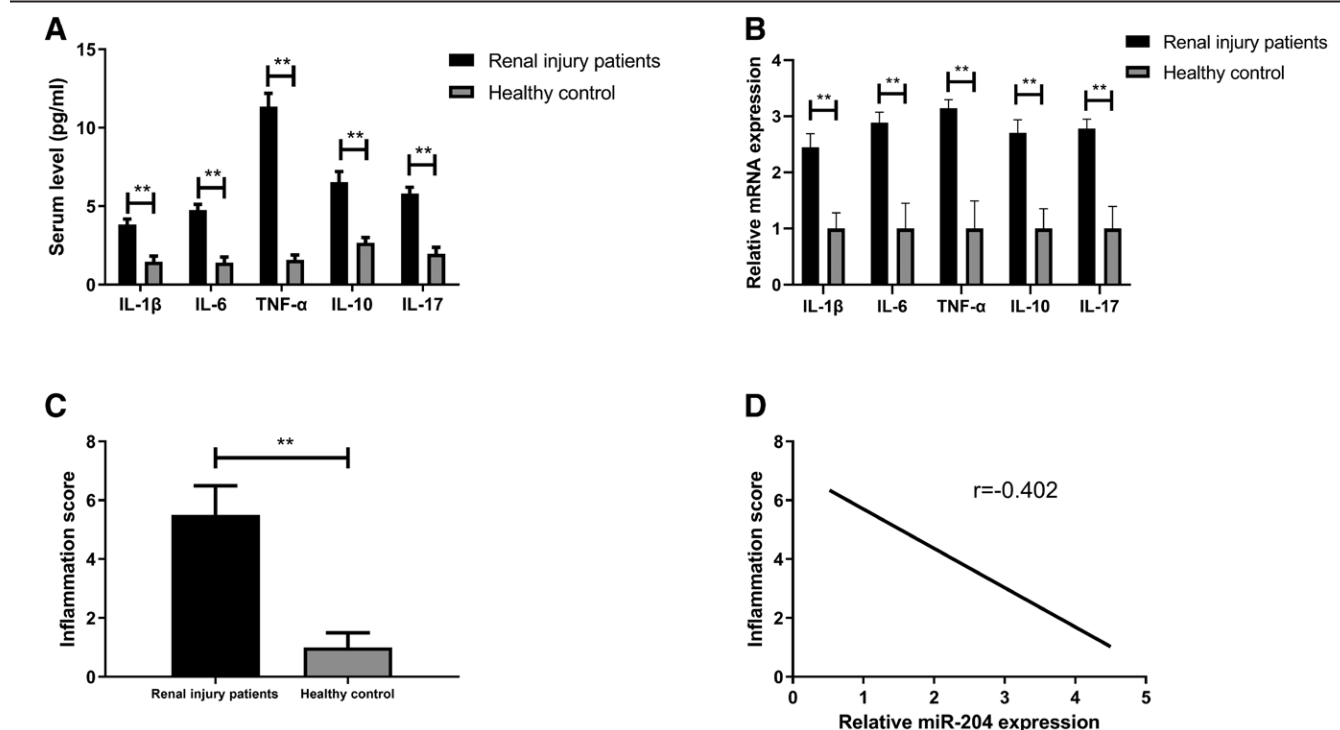 A
Serum level (pg/ml)
15
10
5
0
**
**
**
**
**
IL-1β IL-6 TNF-α IL-10 IL-17
Renal injury patients
Healthy control
B
Relative mRNA expression
4
3
2
1
0
**
**
**
**
**
IL-1β IL-6 TNF-α IL-10 IL-17
Renal injury patients
Healthy control
C
Inflammation score
8
6
4
2
0
**
Renal injury patients Healthy control
D
Inflammation score
8
6
4
2
0
r=-0.402
0 1 2 3 4 5
Relative miR-204 expression